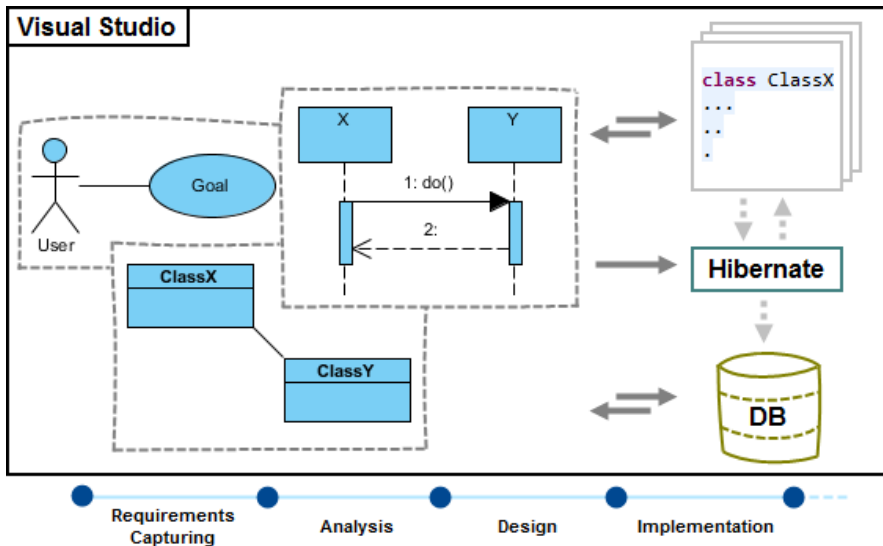 Visual Studio
class ClassX
...
..
.
X
Y
1: do()
2:
Goal
User
Hibernate
ClassX
ClassY
DB
Requirements
Capturing
Analysis
Design
Implementation